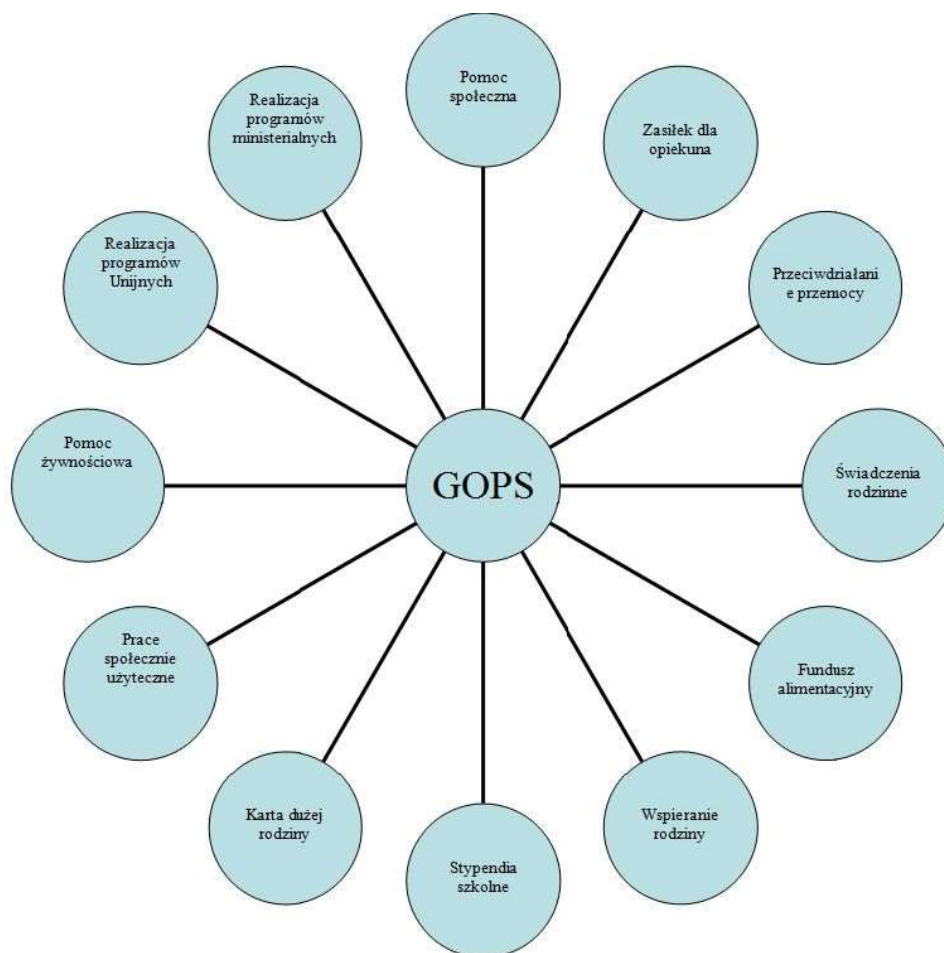 Pomoc
społeczna
Zasiłek dla
opiekuna
Przeciwdziałani
e przemocy
Świadczenia
rodzinne
Fundusz
alimentacyjny
Wspieranie
rodziny
Stypendia
szkolne
Karta dużej
rodziny
Prace
społecznie
użyteczne
Pomoc
żywnościowa
Realizacja
programów
Unijnych
Realizacja
programów
ministerialnych
GOPS